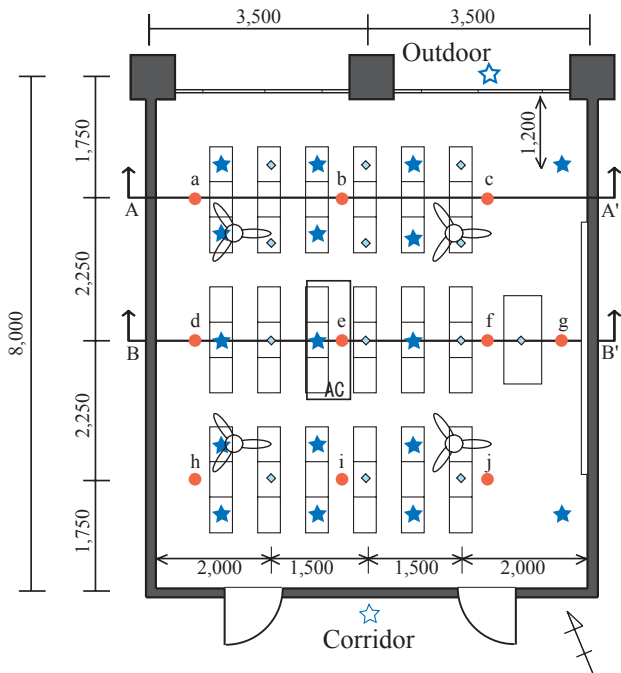 3,500
3,500
Outdoor
1,750
1,200
a
b
c
A
A'
2,250
8,000
d
e
f
g
B
B'
AC
2,250
h
i
j
1,750
2,000
1,500
1,500
2,000
Corridor